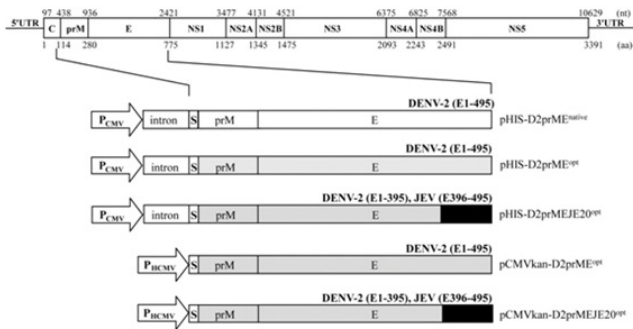 97 438 936 2421 3477 4131 4521 6375 6825 7568 10629 (nt)
5'UTR C prM E NS1 NS2A NS2B NS3 NS4A NS4B NS5 3'UTR
1 114 280 775 1127 1345 1475 2093 2243 2491 3391 (aa)
DENV-2 (E1-495)
PCMV intron S prM E pHIS-D2prMEnative
DENV-2 (E1-495)
PCMV intron S prM E pHIS-D2prMEopt
DENV-2 (E1-395), JEV (E396-495)
PCMV intron S prM E pHIS-D2prMEJE20opt
DENV-2 (E1-495)
PHCMV S prM E pCMVkan-D2prMEopt
DENV-2 (E1-395), JEV (E396-495)
PHCMV S prM E pCMVkan-D2prMEJE20opt